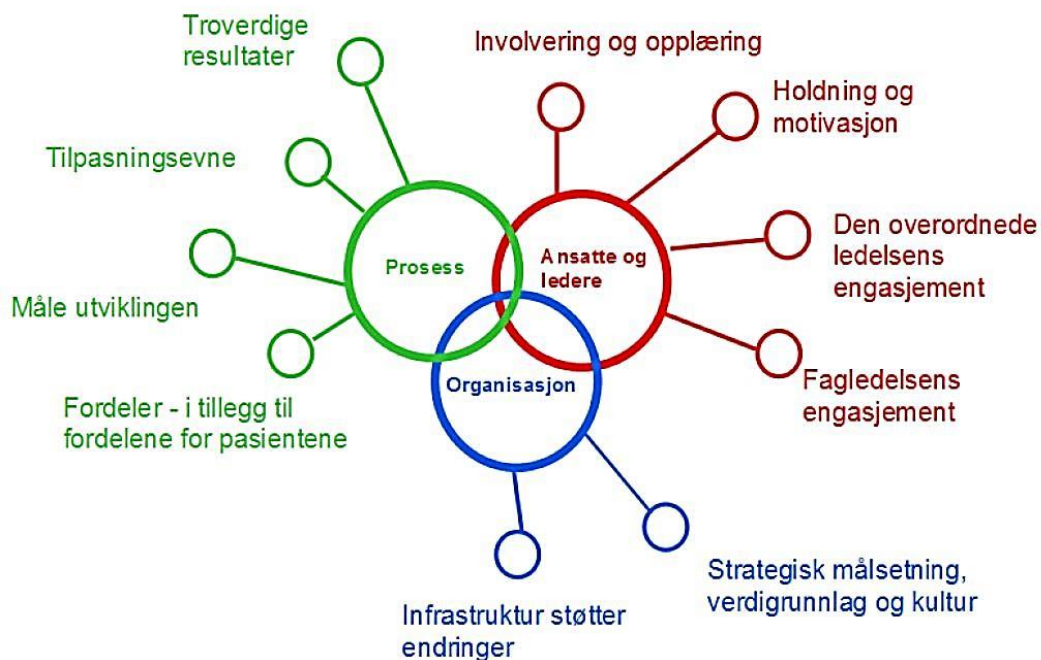 Troverdige
resultater
Tilpasningsevne
Måle utviklingen
Fordeler - i tillegg til
fordelene for pasientene
Prosess
Involvering og opplæring
Holdning og
motivasjon
Den overordnede
ledelsens
engasjement
Fagledelsens
engasjement
Ansatte og
ledere
Organisasjon
Infrastruktur støtter
endringer
Strategisk målsetning,
verdigrunnlag og kultur